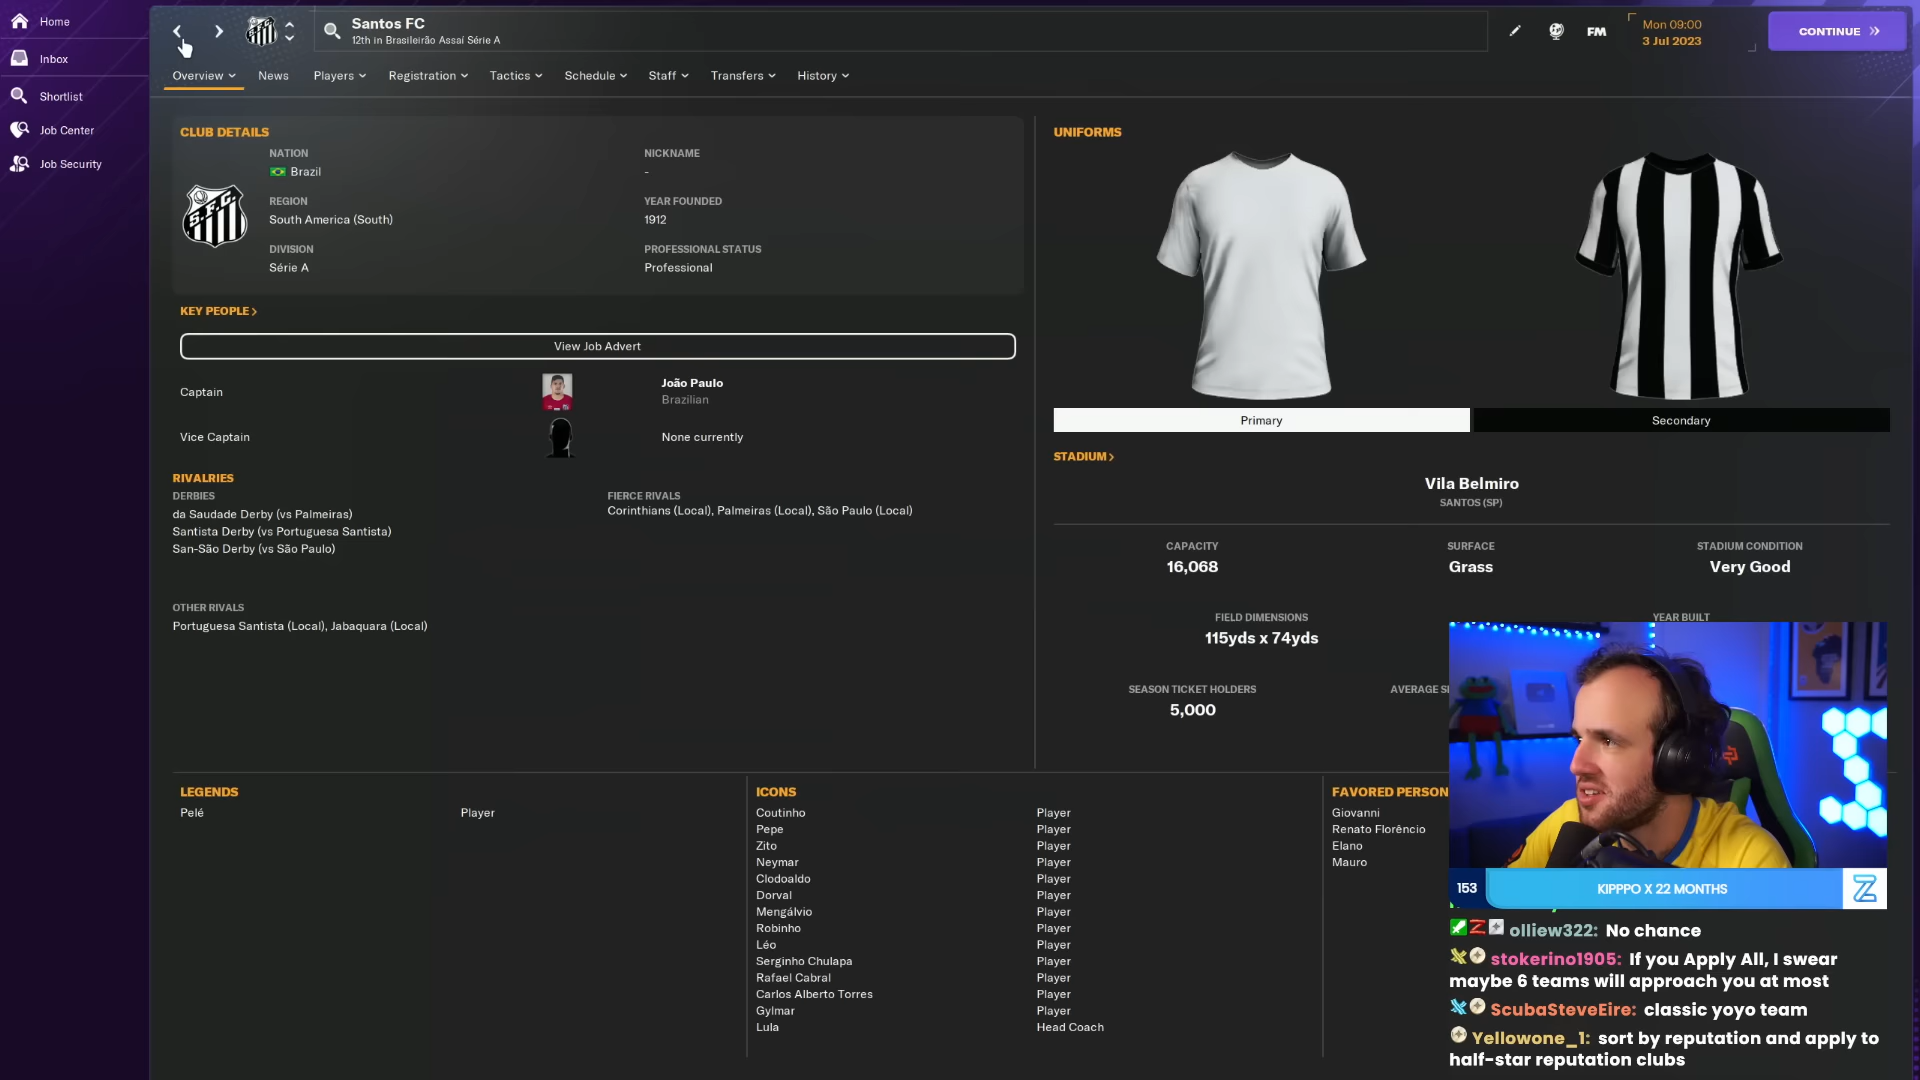 Home
Inbox
Shortlist
Job Center
Job Security
Santos FC
12th in Brasileirão Assaí Série A
FM
Mon 09:00
3 Jul 2023
CONTINUE
Overview
News
Players
Registration
Tactics
Schedule
Staff
Transfers
History
CLUB DETAILS
NATION
Brazil
NICKNAME
-
REGION
South America (South)
YEAR FOUNDED
1912
DIVISION
Série A
PROFESSIONAL STATUS
Professional
KEY PEOPLE
View Job Advert
Captain
João Paulo
Brazilian
Vice Captain
None currently
RIVALRIES
DERBIES
da Saudade Derby (vs Palmeiras)
Santista Derby (vs Portuguesa Santista)
San-São Derby (vs São Paulo)
FIERCE RIVALS
Corinthians (Local), Palmeiras (Local), São Paulo (Local)
OTHER RIVALS
Portuguesa Santista (Local), Jabaquara (Local)
UNIFORMS
Primary
Secondary
STADIUM
Vila Belmiro
SANTOS (SP)
CAPACITY
16,068
SURFACE
Grass
STADIUM CONDITION
Very Good
FIELD DIMENSIONS
115yds x 74yds
YEAR BUILT
SEASON TICKET HOLDERS
5,000
AVERAGE
LEGENDS
Pelé Player
ICONS
Coutinho Player
Pepe Player
Zito Player
Neymar Player
Clodoaldo Player
Dorval Player
Mengálvio Player
Robinho Player
Léo Player
Serginho Chulapa Player
Rafael Cabral Player
Carlos Alberto Torres Player
Gylmar Player
Lula Head Coach
FAVORED PERSON
Giovanni
Renato Florêncio
Elano
Mauro
153
KIPPPO X 22 MONTHS
olliew322: No chance
stokerino1905: If you Apply All, I swear
maybe 6 teams will approach you at most
ScubaSteveEire: classic yoyo team
Yellowone_1: sort by reputation and apply to
half-star reputation clubs